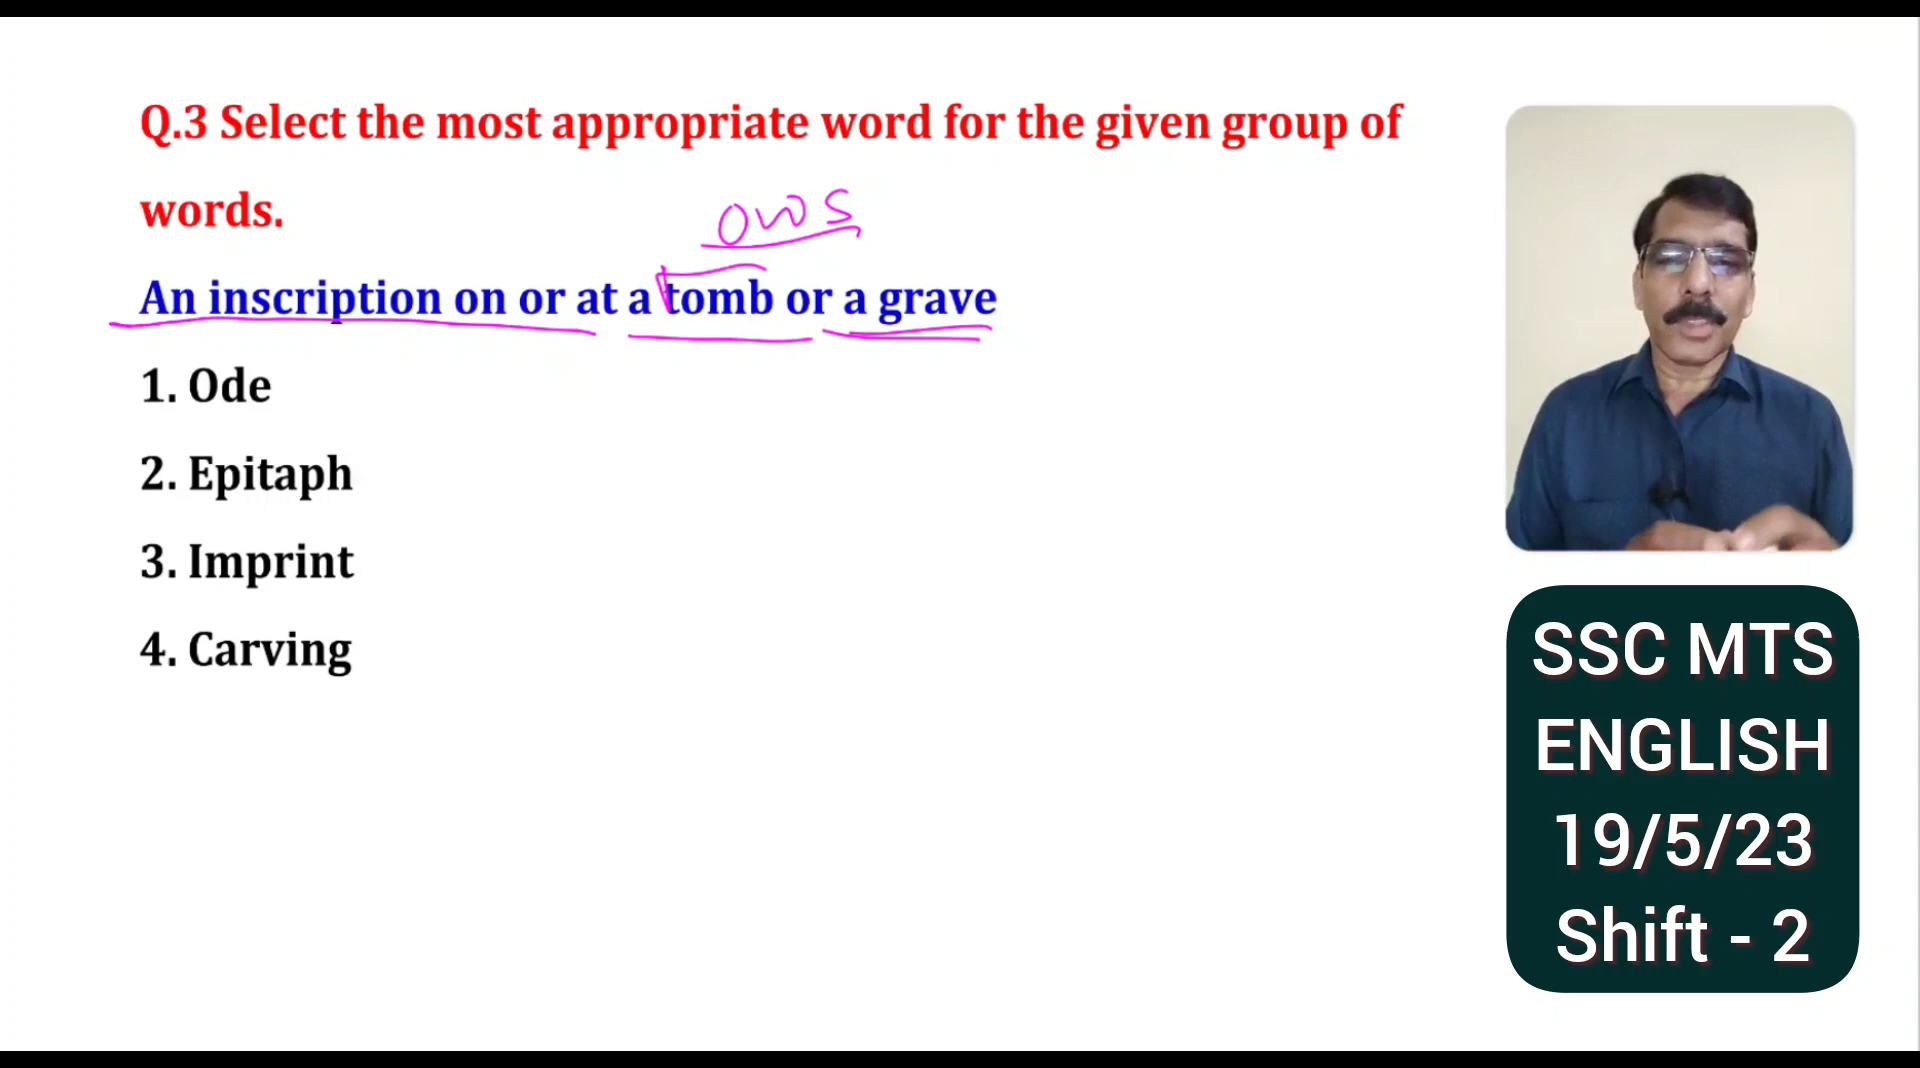 Q.3 Select the most appropriate word for the given group of
words.
OWS
An inscription on or at a tomb or a grave
1. Ode
2. Epitaph
3. Imprint
4. Carving
SSC MTS
ENGLISH
19/5/23
Shift - 2